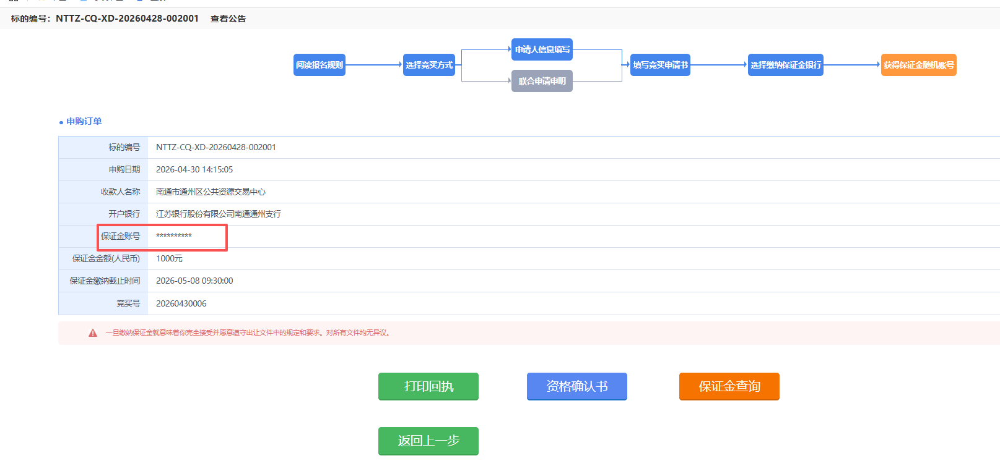 标的编号：NTTZ-CQ-XD-20260428-002001 查看公告
阅读报名规则
选择竞买方式
申请人信息填写
联合申请申明
填写竞买申请书
选择缴纳保证金银行
获得保证金随机账号
申购订单
标的编号 NTTZ-CQ-XD-20260428-002001
申购日期 2026-04-30 14:15:05
收款人名称 南通市通州区公共资源交易中心
开户银行 江苏银行股份有限公司南通通州支行
保证金账号 **********
保证金金额(人民币) 1000元
保证金缴纳截止时间 2026-05-08 09:30:00
竞买号 20260430006
一旦缴纳保证金就意味着你完全接受并愿意遵守出让文件中的规定和要求。对所有文件均无异议。
打印回执 资格确认书 保证金查询
返回上一步